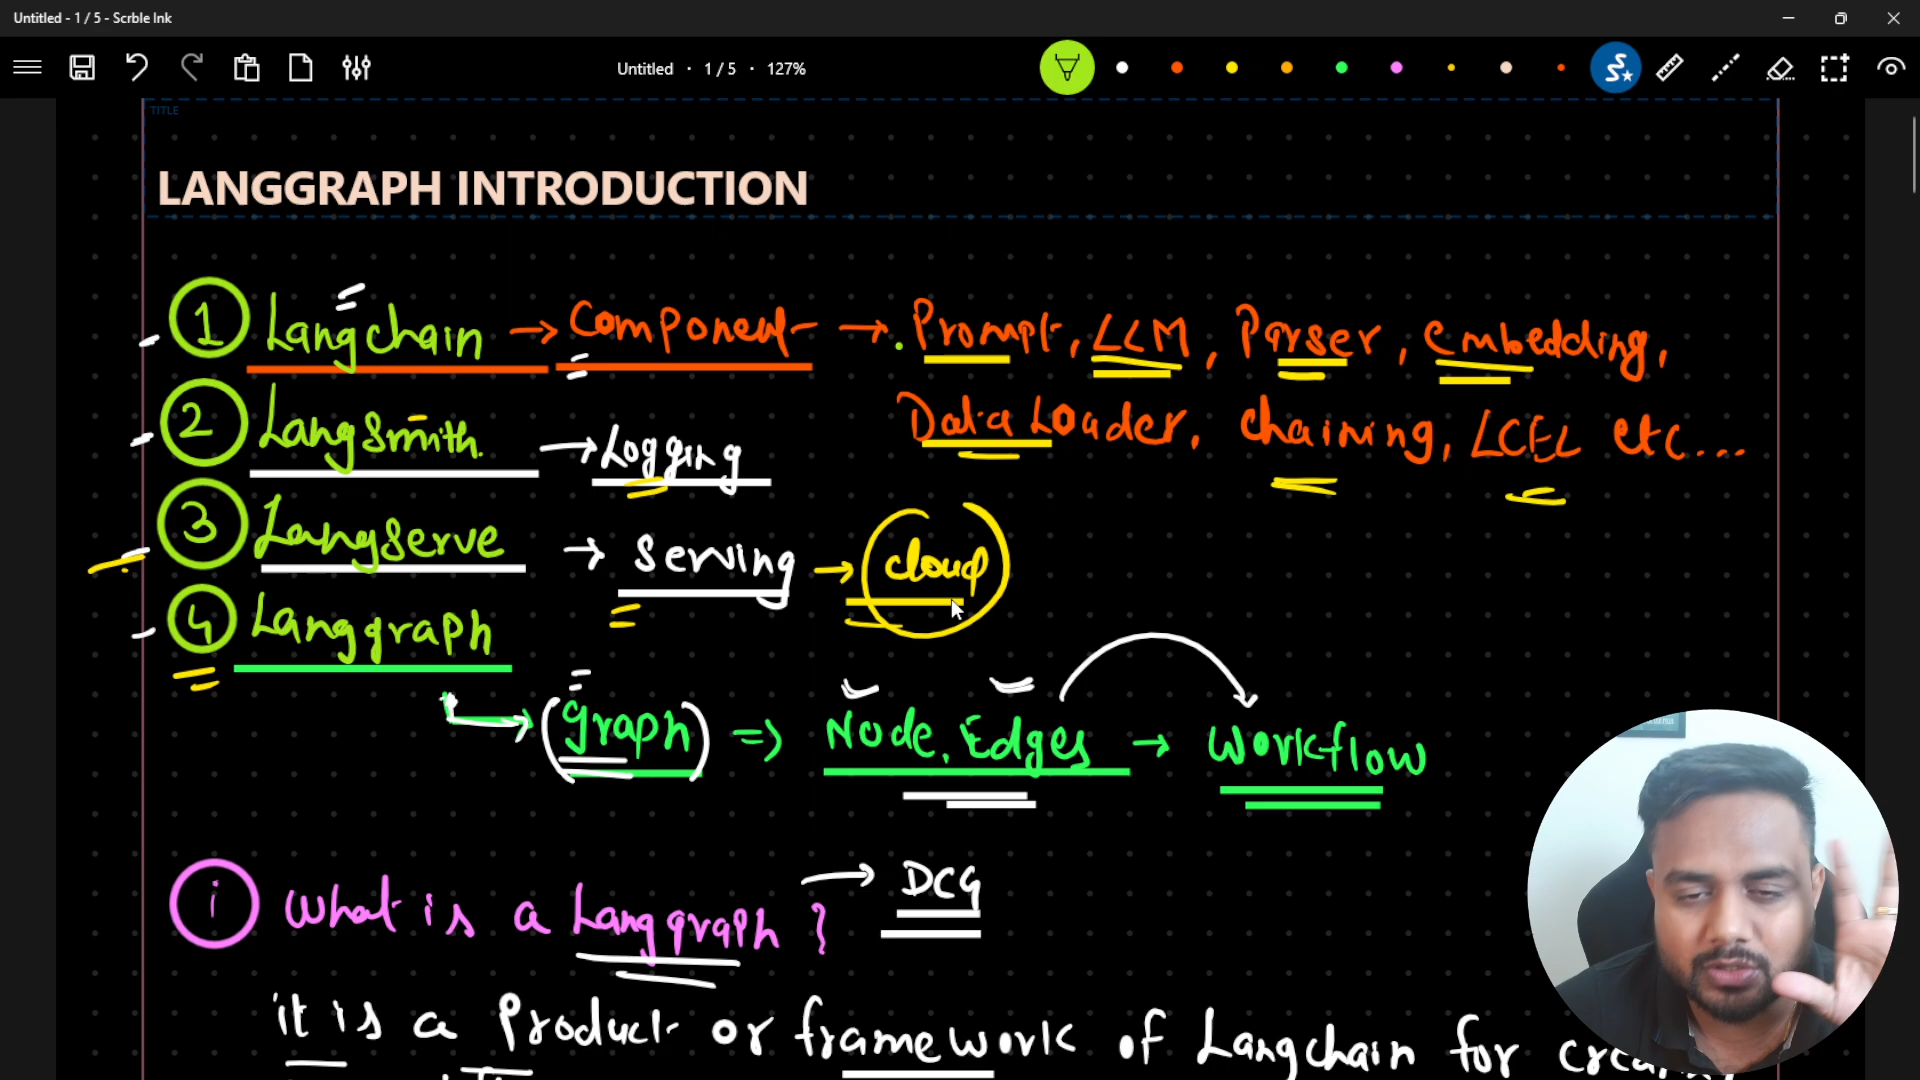 Untitled - 1 / 5 - Scrble Ink
Untitled · 1 / 5 · 127%
TITLE
LANGGRAPH INTRODUCTION
1 Langchain → Component → . Prompt, LLM, Parser, embedding,
Data Loader, chaining, LCEL etc...
2 Langsmith. → Logging
3 Langserve → Serving → (cloud)
4 Langgraph
→ (graph) => Node, Edges → Workflow
i What is a Langgraph? → DCG
it is a Product or framework of Langchain for